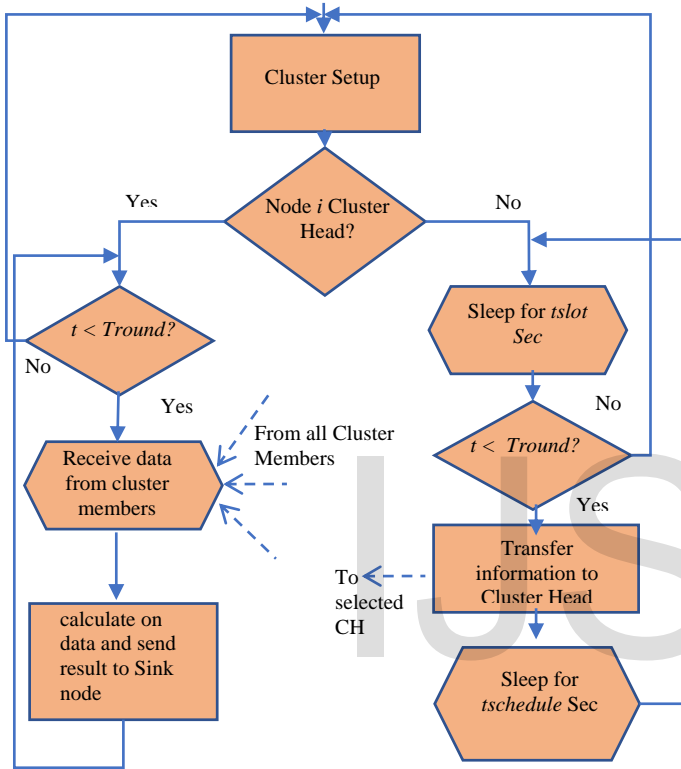 Cluster Setup
Yes
Node i Cluster
Head?
No
t < Tround?
No
Yes
Receive data
from cluster
members
From all Cluster
Members
calculate on
data and send
result to Sink
node
Sleep for tslot
Sec
No
t < Tround?
Yes
Transfer
information to
Cluster Head
To
selected
CH
Sleep for
tschedule Sec
IJS